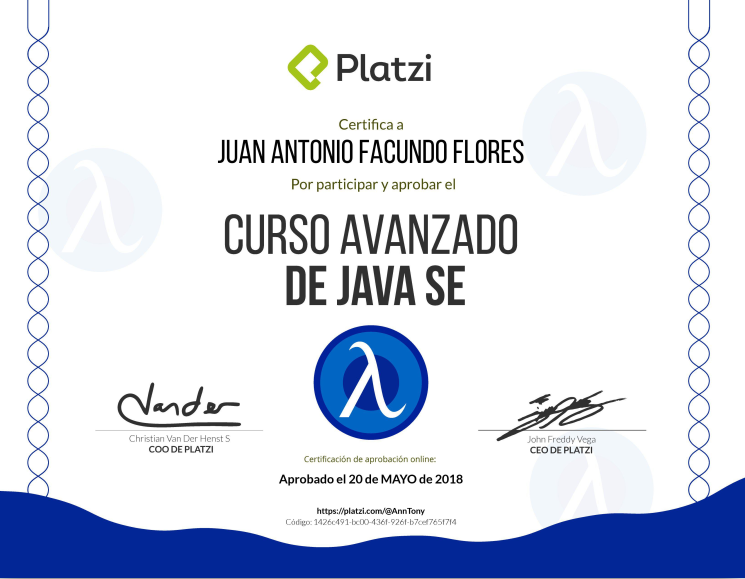 Platzi
Certifica a
JUAN ANTONIO FACUNDO FLORES
Por participar y aprobar el
CURSO AVANZADO
DE JAVA SE
λ
Vander
Christian Van Der Henst S
COO DE PLATZI
John Freddy Vega
CEO DE PLATZI
Certificación de aprobación online:
Aprobado el 20 de MAYO de 2018
https://platzi.com/@AnnTony
Código: 1426c491-bc00-436f-926f-b7cef765f7f4